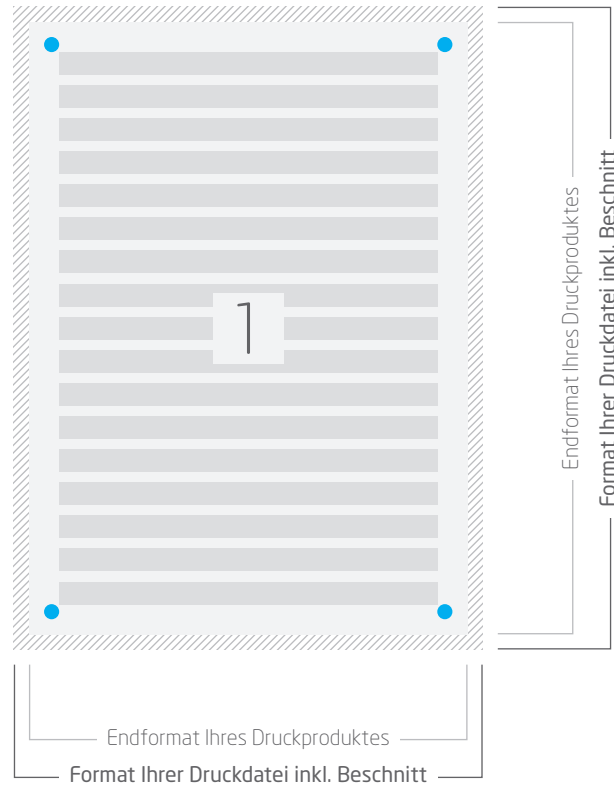 1
Endformat Ihres Druckproduktes
Format Ihrer Druckdatei inkl. Beschnitt
Endformat Ihres Druckproduktes
Format Ihrer Druckdatei inkl. Beschnitt